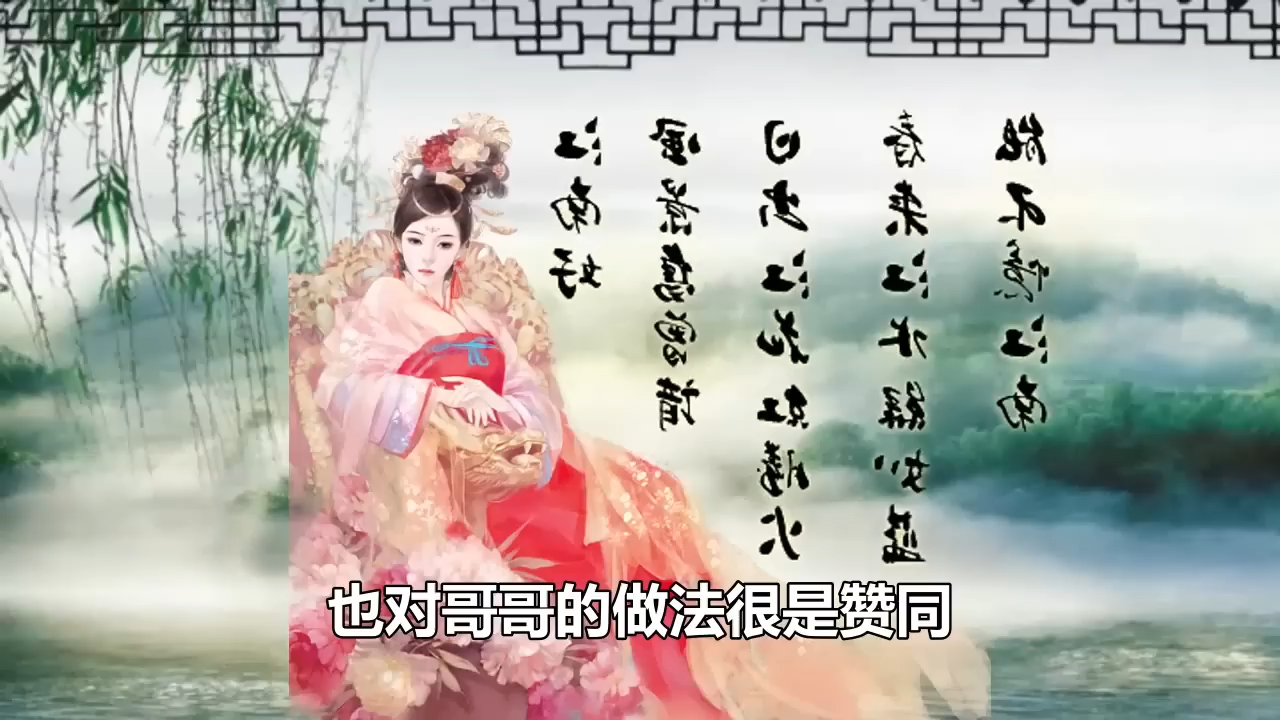 江南好
风景旧曾谙
日出江花红胜火
春来江水绿如蓝
能不忆江南
也对哥哥的做法很是赞同